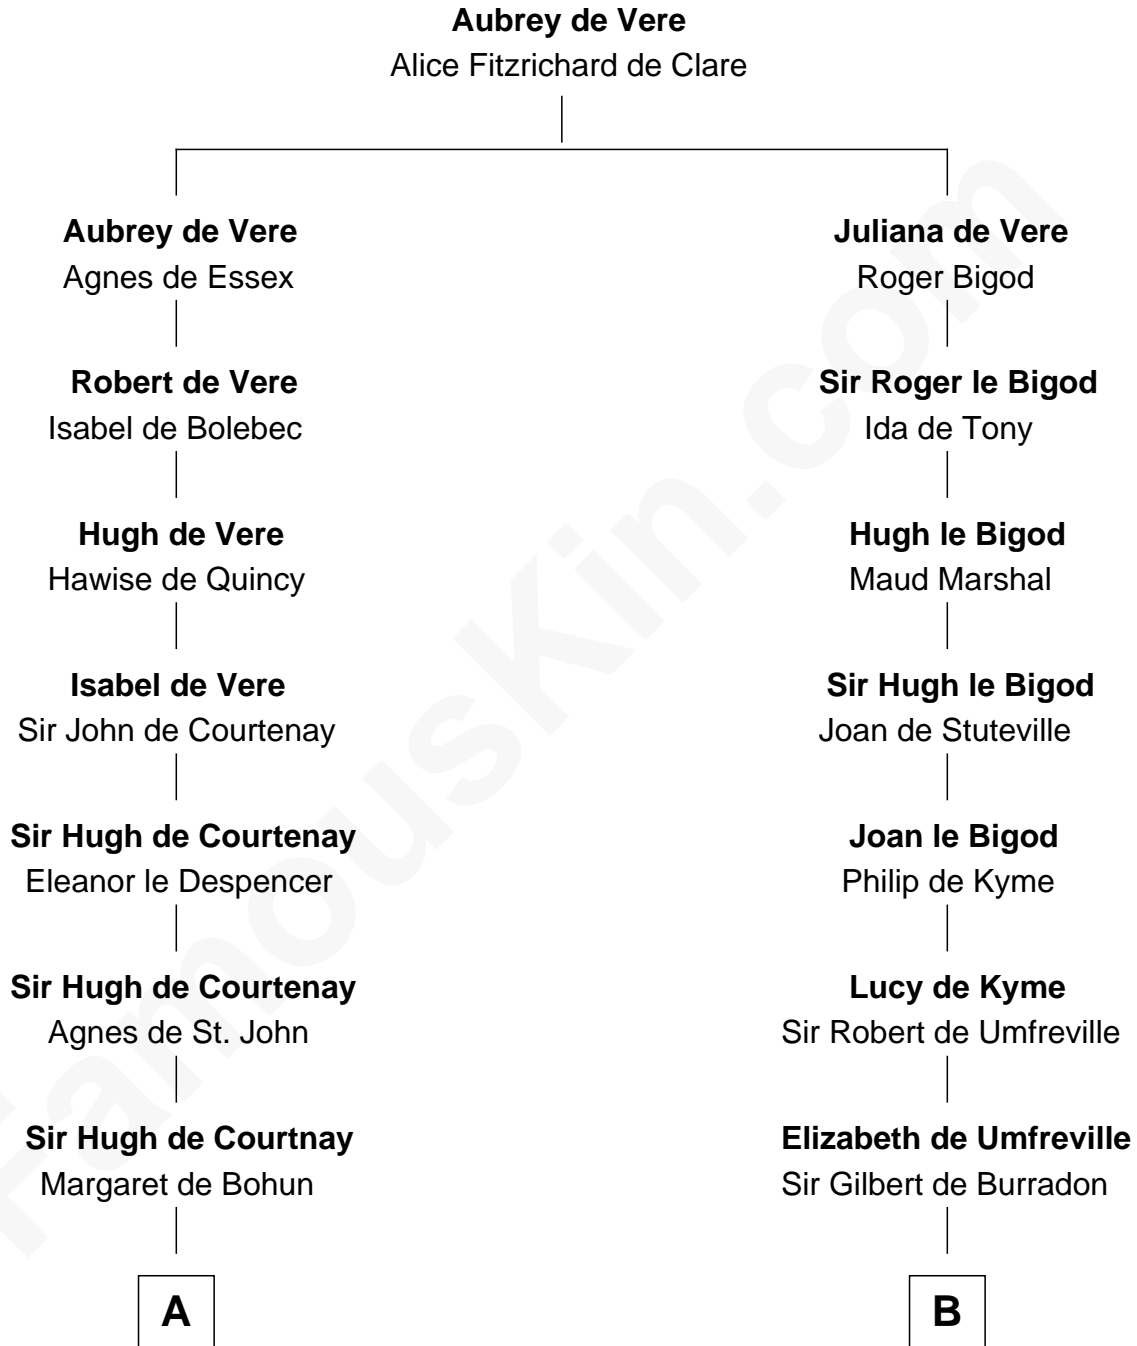 Aubrey de Vere
Alice Fitzrichard de Clare
Aubrey de Vere
Agnes de Essex
Juliana de Vere
Roger Bigod
Robert de Vere
Isabel de Bolebec
Sir Roger le Bigod
Ida de Tony
Hugh de Vere
Hawise de Quincy
Hugh le Bigod
Maud Marshal
Isabel de Vere
Sir John de Courtenay
Sir Hugh le Bigod
Joan de Stuteville
Sir Hugh de Courtenay
Eleanor le Despencer
Joan le Bigod
Philip de Kyme
Sir Hugh de Courtenay
Agnes de St. John
Lucy de Kyme
Sir Robert de Umfreville
Sir Hugh de Courtnay
Margaret de Bohun
Elizabeth de Umfreville
Sir Gilbert de Burradon
A
B
FamousKin.com